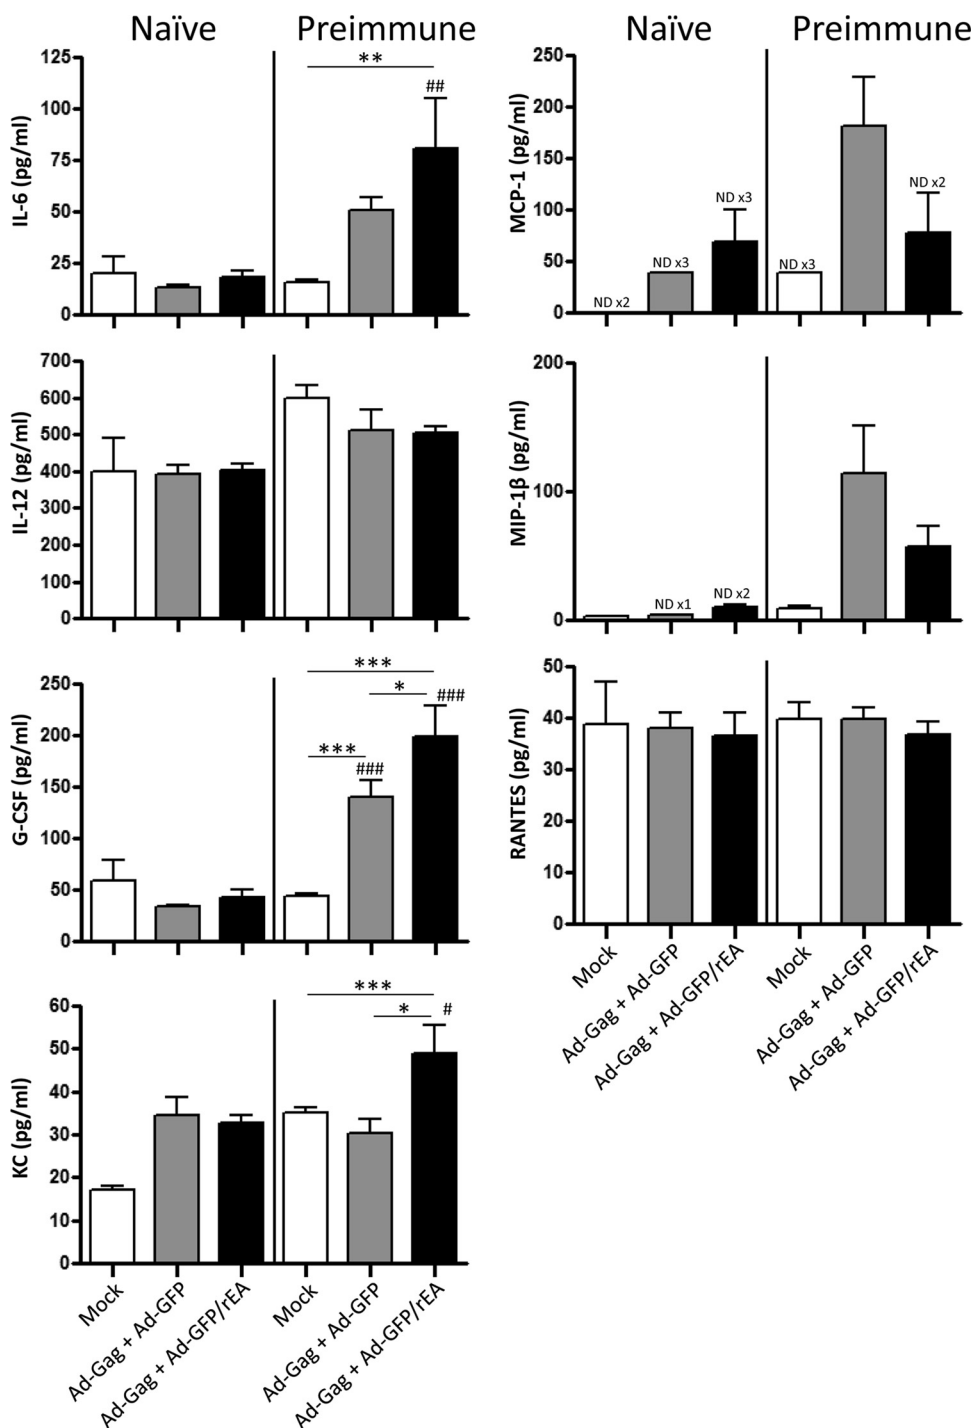 Naïve Preimmune
IL-6 (pg/ml)
125
100
75
50
25
0
**
##
IL-12 (pg/ml)
700
600
500
400
300
200
100
0
G-CSF (pg/ml)
250
200
150
100
50
0
***
*
###
***
###
KC (pg/ml)
60
50
40
30
20
10
0
***
*
#
Mock
Ad-Gag + Ad-GFP
Ad-Gag + Ad-GFP/rEA
Mock
Ad-Gag + Ad-GFP
Ad-Gag + Ad-GFP/rEA
Naïve Preimmune
MCP-1 (pg/ml)
250
200
150
100
50
0
ND x2
ND x3
ND x3
ND x3
ND x2
MIP-1β (pg/ml)
200
100
0
ND x1
ND x2
RANTES (pg/ml)
50
40
30
20
10
0
Mock
Ad-Gag + Ad-GFP
Ad-Gag + Ad-GFP/rEA
Mock
Ad-Gag + Ad-GFP
Ad-Gag + Ad-GFP/rEA